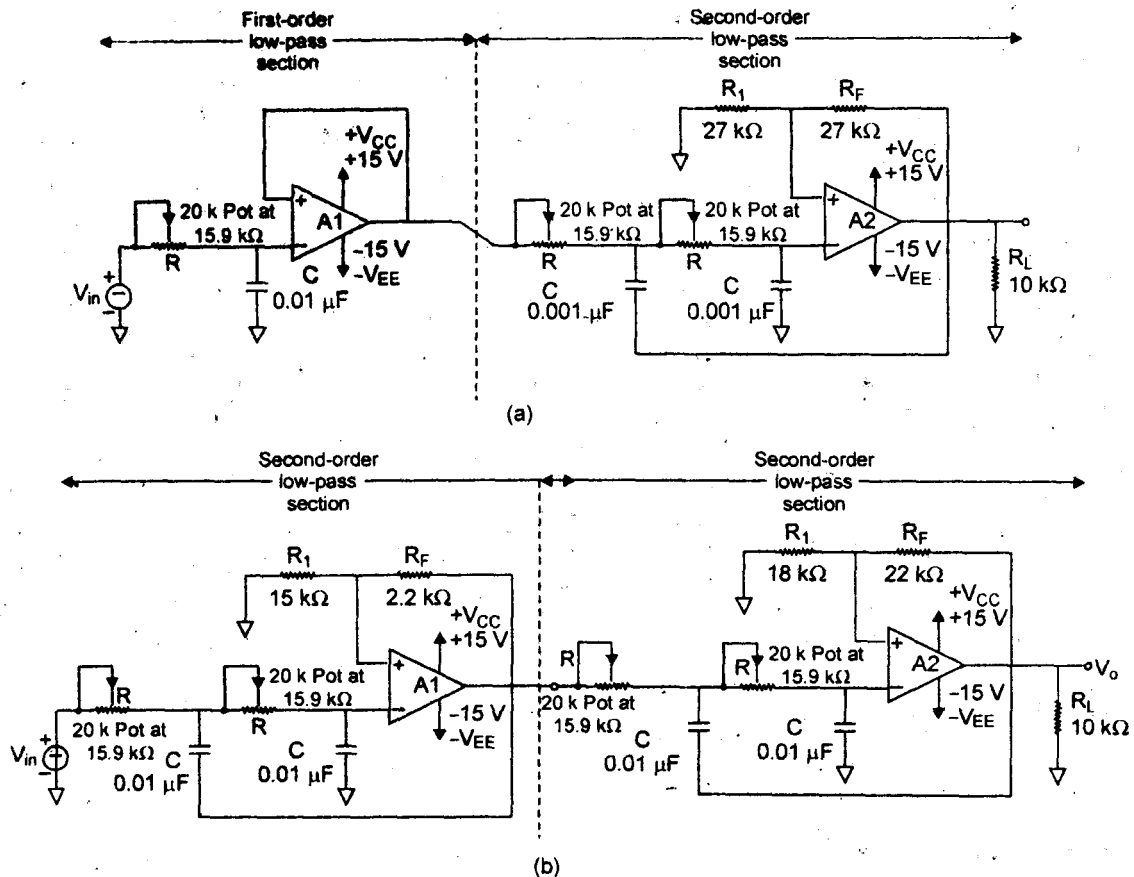 First-order
low-pass
section
Second-order
low-pass
section
R1
27 kΩ
RF
27 kΩ
+VCC
+15 V
+VCC
+15 V
20 k Pot at
15.9 kΩ
R
+
A1
−
–15 V
–VEE
C
0.01 µF
Vin
+
−
−
20 k Pot at
15.9 kΩ
R
20 k Pot at
15.9 kΩ
R
+
A2
−
–15 V
–VEE
C
0.001 µF
C
0.001 µF
RL
10 kΩ
(a)
Second-order
low-pass
section
Second-order
low-pass
section
R1
15 kΩ
RF
2.2 kΩ
+VCC
+15 V
R1
18 kΩ
RF
22 kΩ
+VCC
+15 V
R
20 k Pot at
15.9 kΩ
20 k Pot at
15.9 kΩ
R
+
A1
−
–15 V
–VEE
R
20 k Pot at
15.9 kΩ
R
20 k Pot at
15.9 kΩ
+
A2
−
–15 V
–VEE
Vo
RL
10 kΩ
Vin
+
−
−
C
0.01 µF
C
0.01 µF
C
0.01 µF
C
0.01 µF
(b)